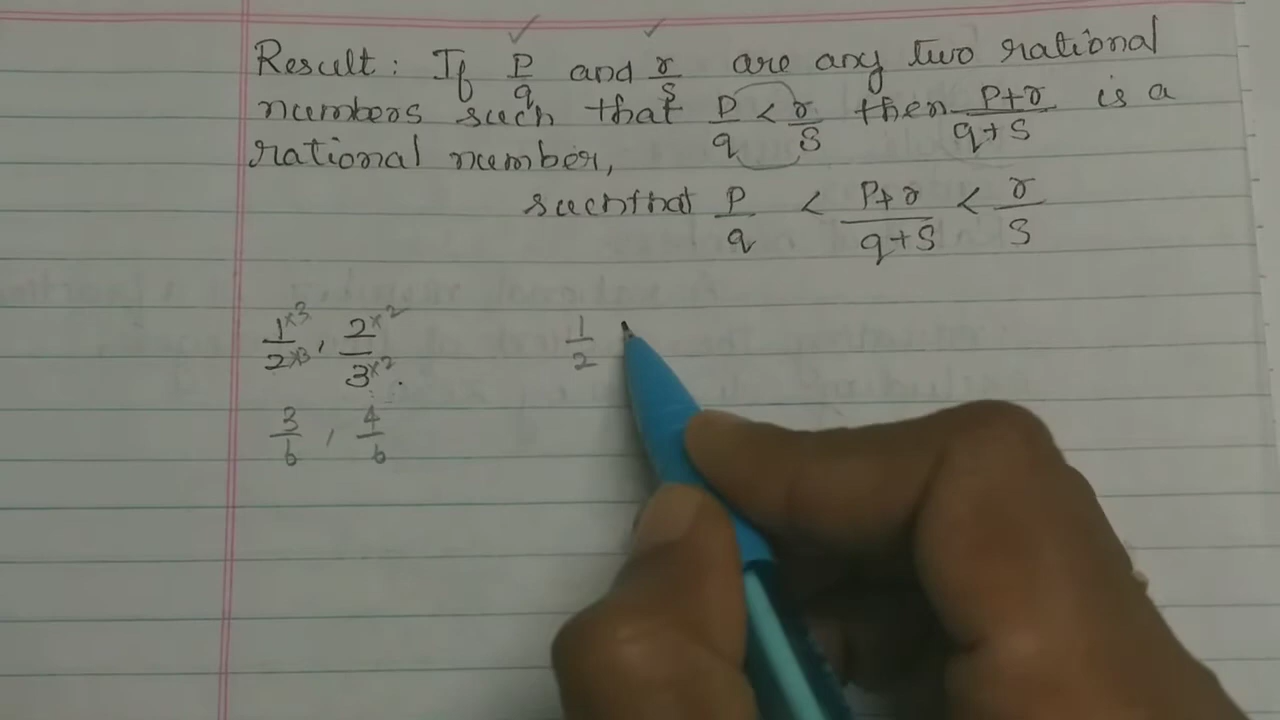 Result: If p/q and r/s are any two rational
numbers such that p/q < r/s then p+r/q+s is a
rational number,
such that p/q < p+r/q+s < r/s
1×3/2×3 , 2×2/3×2 .
1/2
3/6 , 4/6